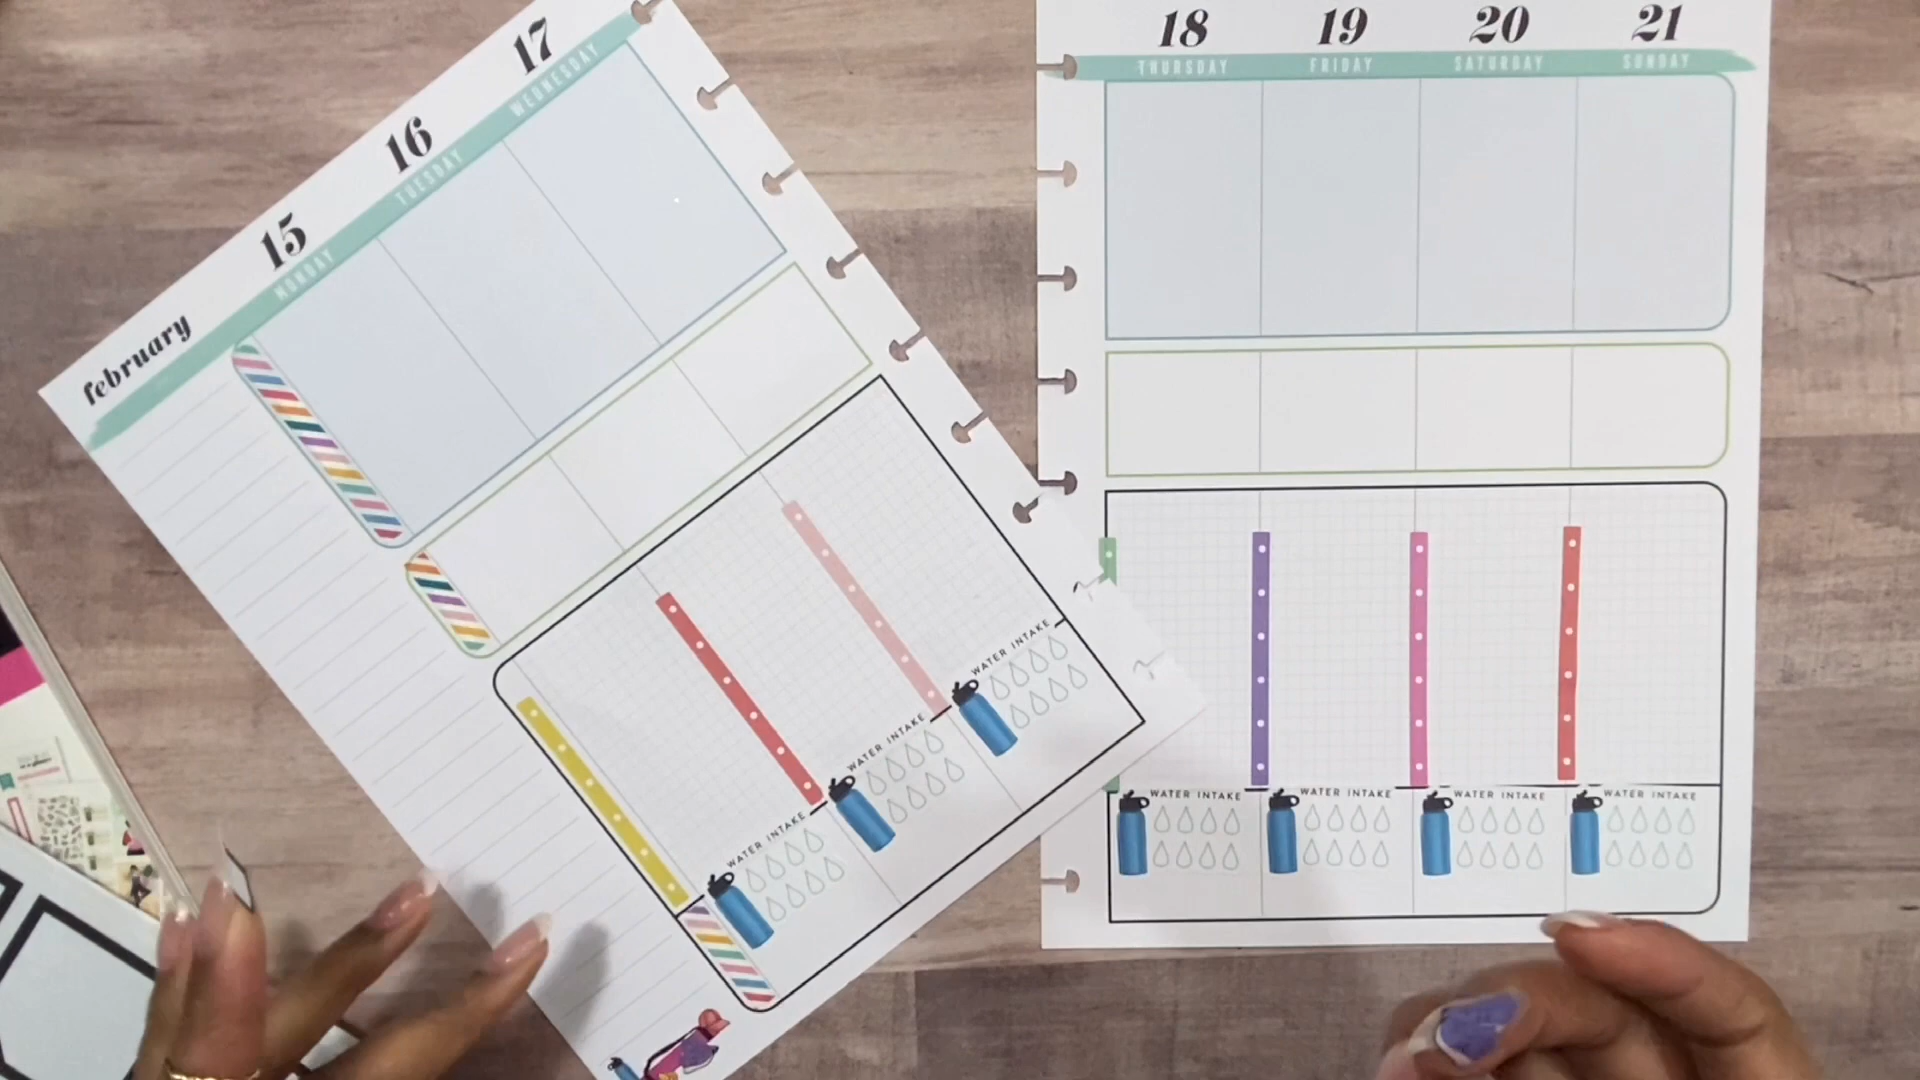 february
15
MONDAY
16
TUESDAY
17
WEDNESDAY
WATER INTAKE
WATER INTAKE
WATER INTAKE
18 19 20 21
THURSDAY FRIDAY SATURDAY SUNDAY
WATER INTAKE WATER INTAKE WATER INTAKE WATER INTAKE